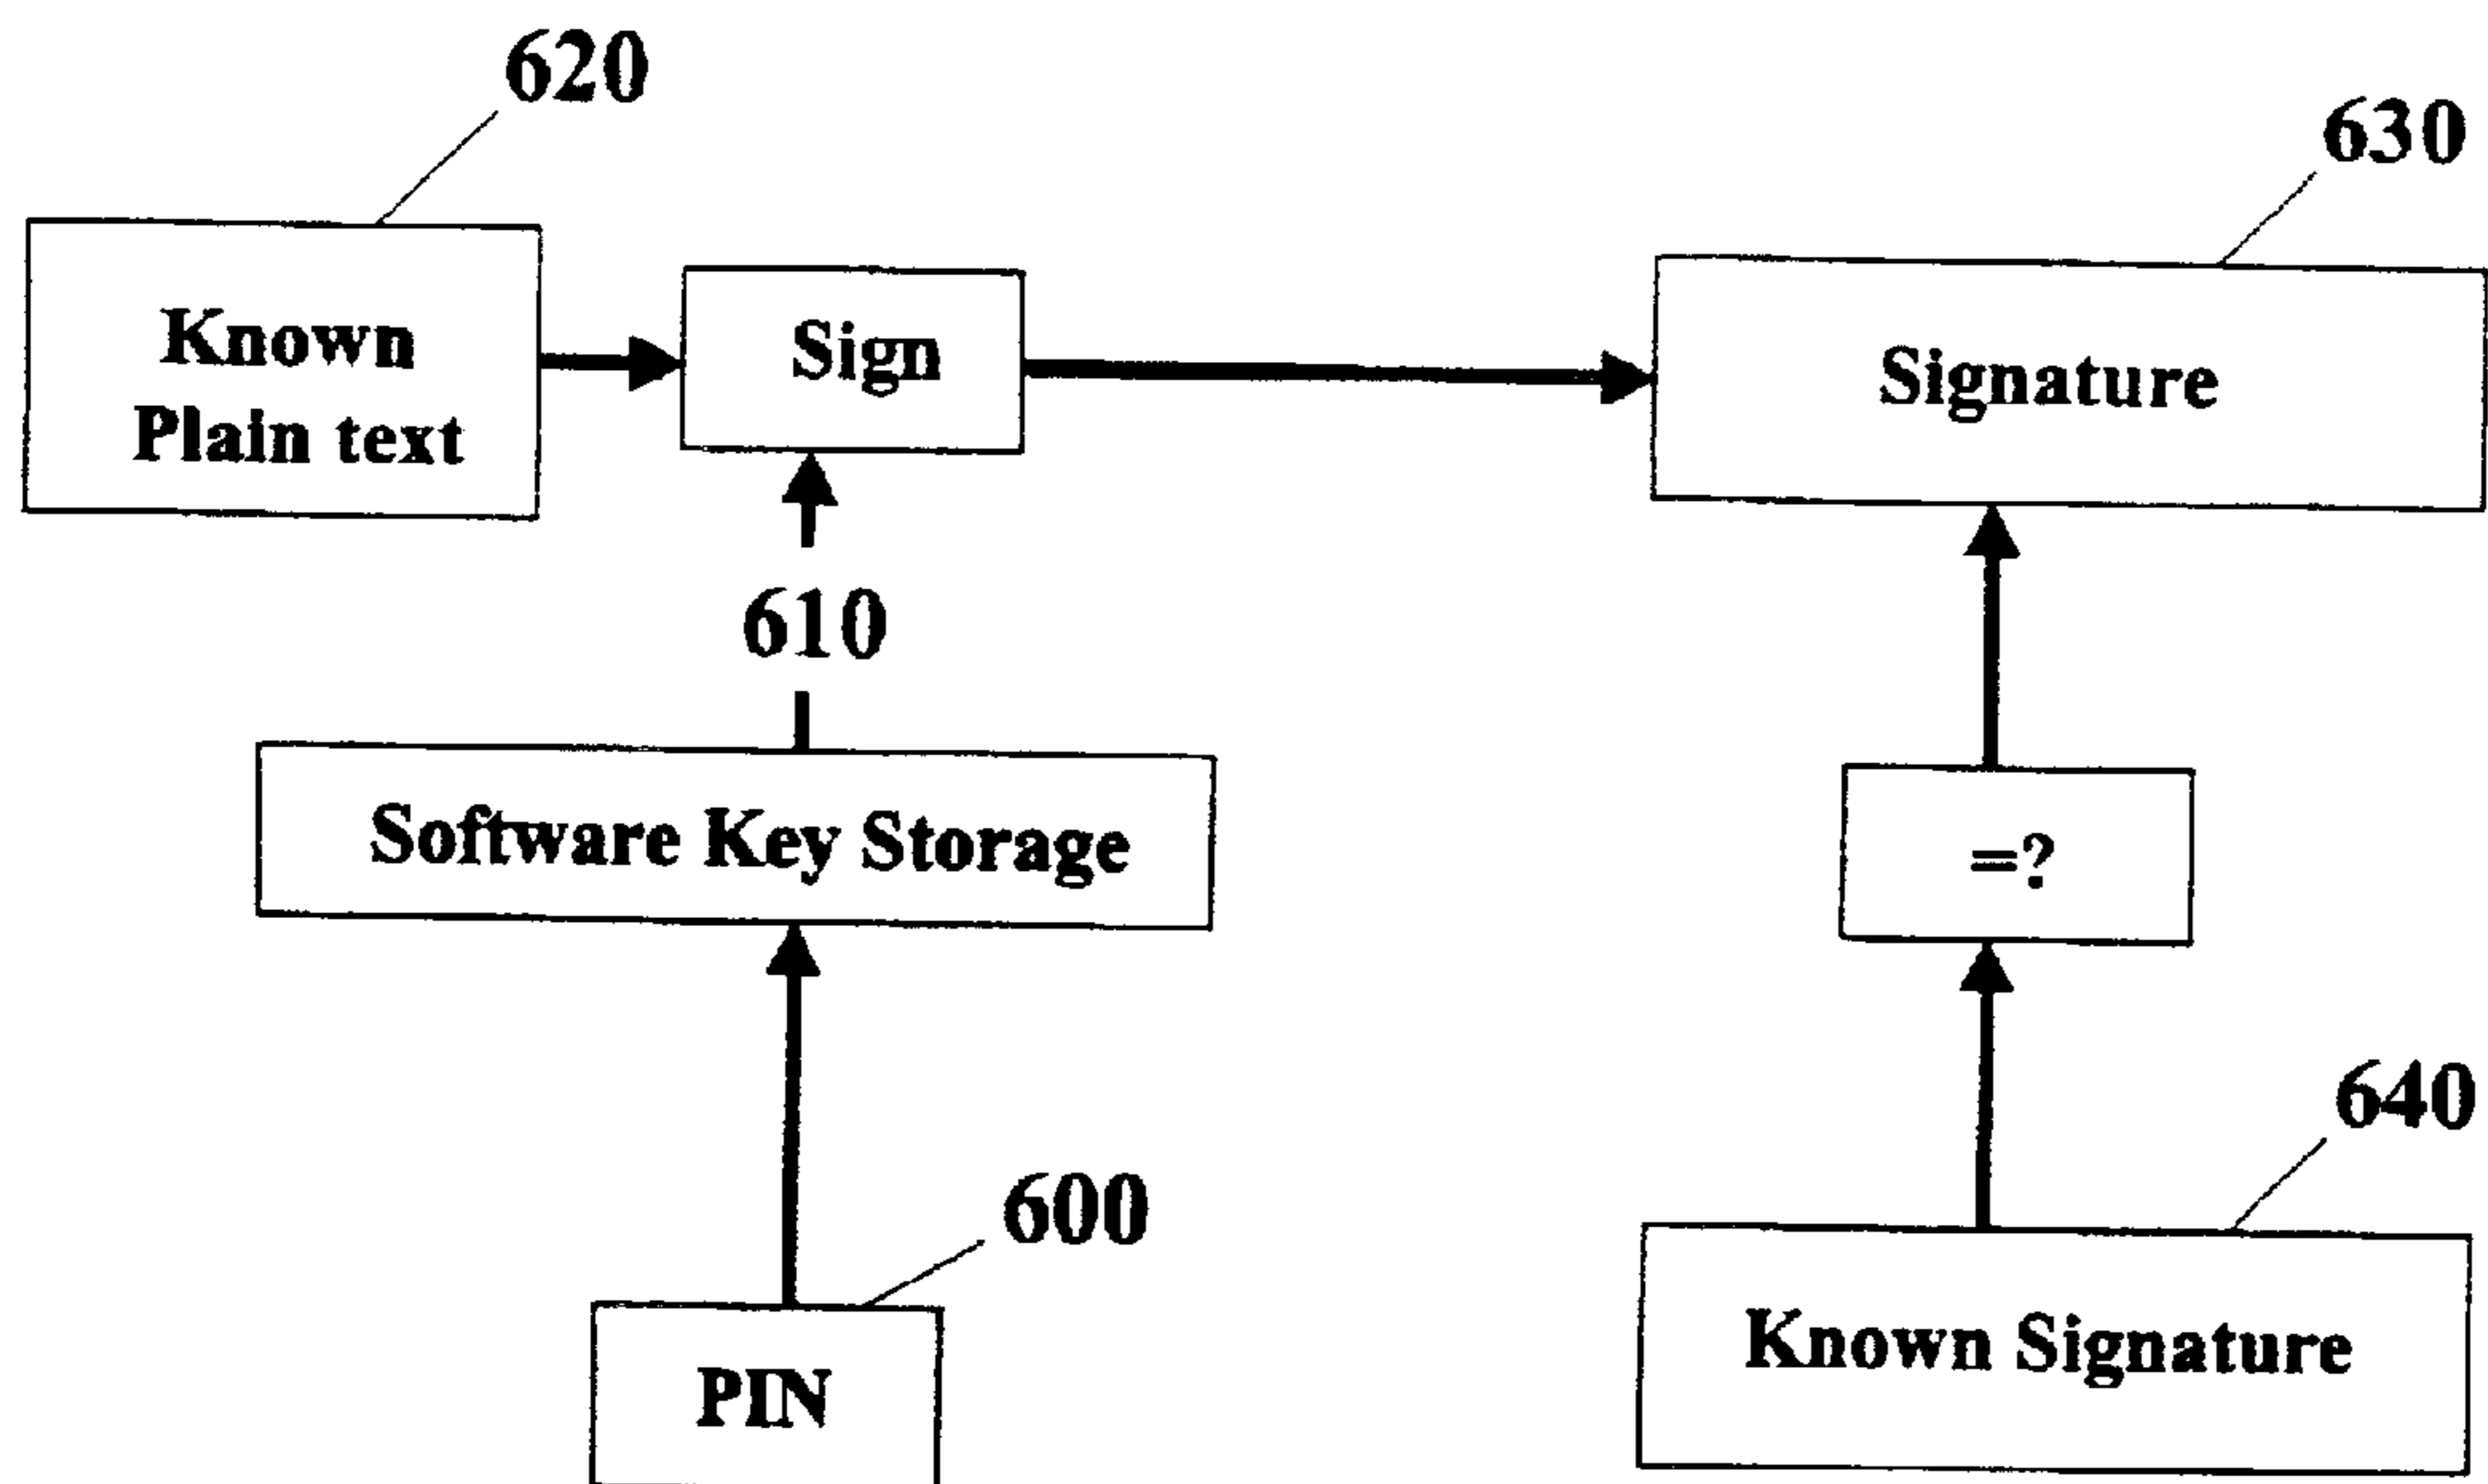 620
630
Known
Plain text
Sign
Signature
610
Software Key Storage
=?
600
640
PIN
Known Signature